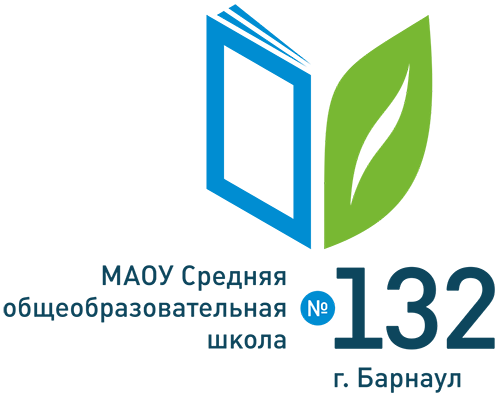 МАОУ Средняя
общеобразовательная
школа
№ 132
г. Барнаул